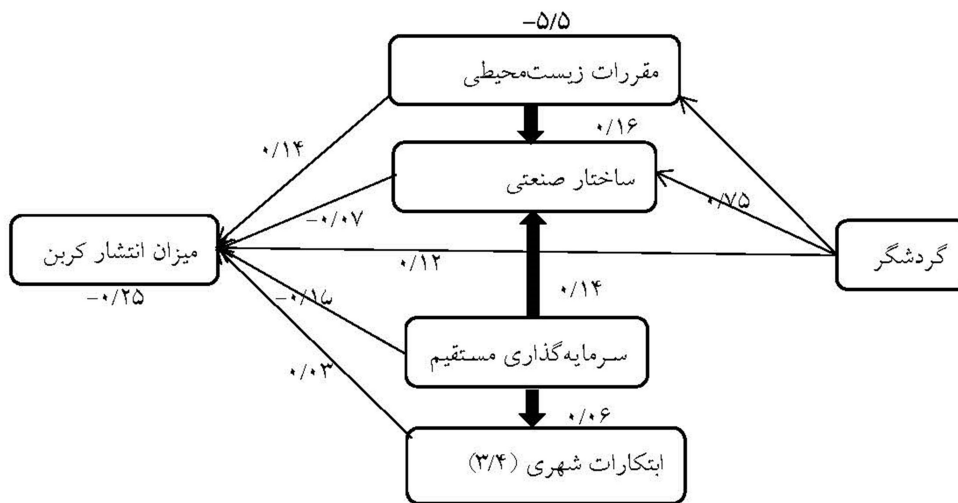 -۵/۵
مقررات زیست‌محیطی
۰/۱۶
۰/۱۴
ساختار صنعتی
۰/۷۵
-۰/۰۷
گردشگر
میزان انتشار کربن
۰/۱۲
-۰/۲۵
-۰/۱۵
۰/۱۴
سرمایه‌گذاری مستقیم
۰/۰۳
۰/۰۶
ابتکارات شهری (۳/۴)